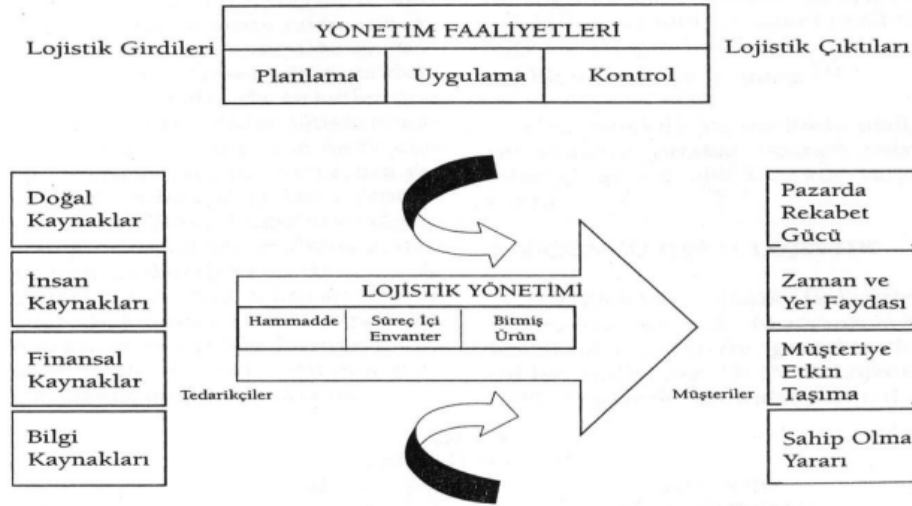 Lojistik Girdileri
YÖNETİM FAALİYETLERİ
Planlama
Uygulama
Kontrol
Lojistik Çıktıları
Doğal
Kaynaklar
İnsan
Kaynakları
Finansal
Kaynaklar
Bilgi
Kaynakları
LOJİSTİK YÖNETİMİ
Hammadde
Süreç İçi
Envanter
Bitmiş
Ürün
Tedarikçiler
Müşteriler
Pazarda
Rekabet
Gücü
Zaman ve
Yer Faydası
Müşteriye
Etkin
Taşıma
Sahip Olma
Yararı